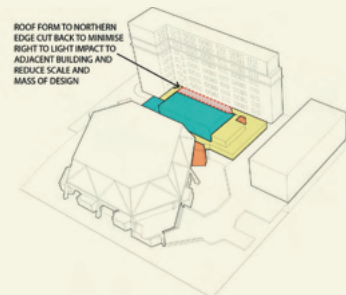 ROOF FORM TO NORTHERN
EDGE CUT BACK TO MINIMISE
RIGHT TO LIGHT IMPACT TO
ADJACENT BUILDING AND
REDUCE SCALE AND
MASS OF DESIGN